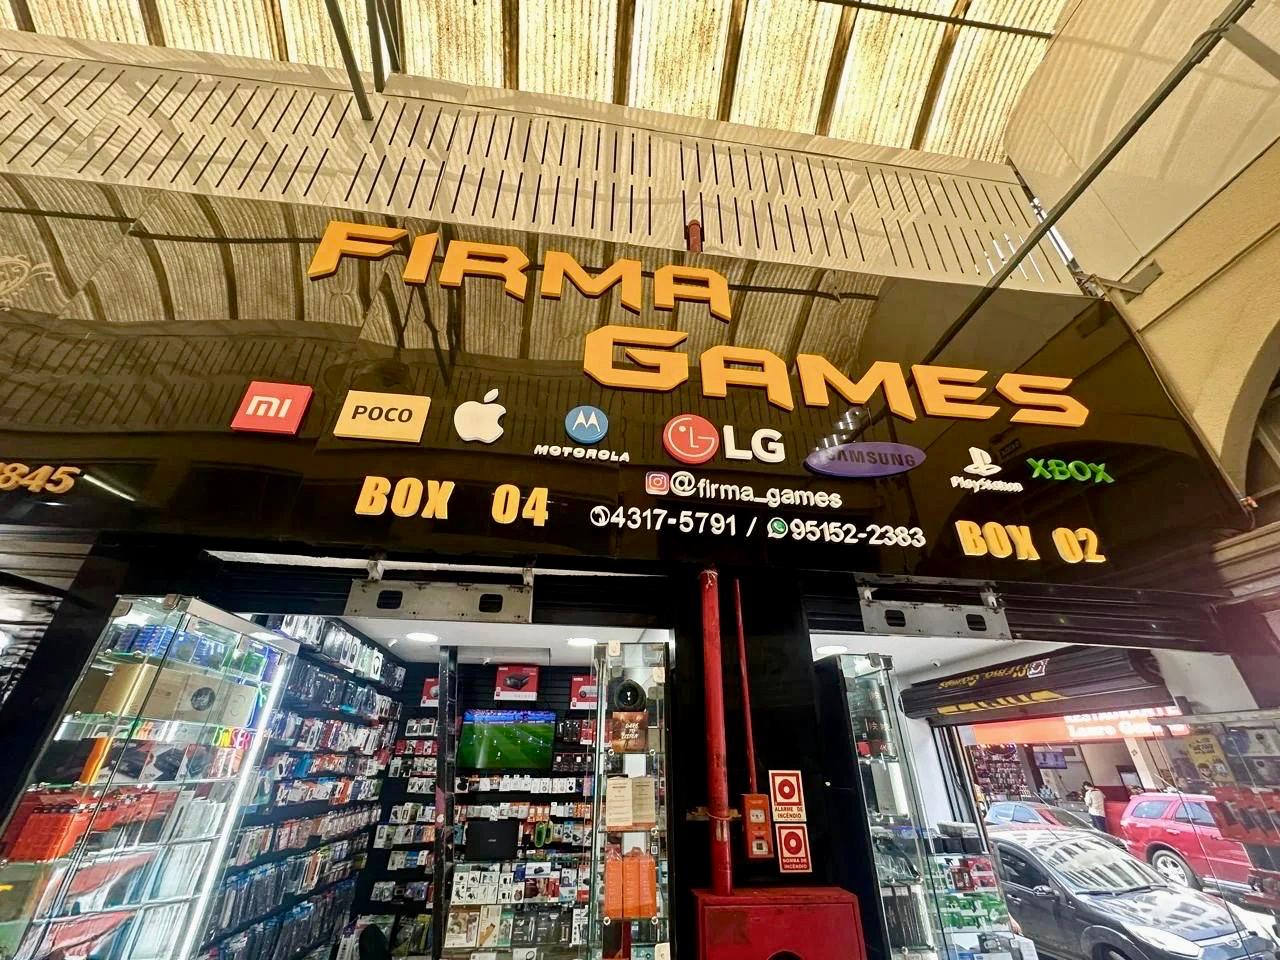 FIRMA
GAMES
mi
POCO
MOTOROLA
LG
SAMSUNG
PlayStation
XBOX
845
BOX 04
@firma_games
4317-5791 / 95152-2383
BOX 02
ALARME DE
INCÊNDIO
BOMBA DE
INCÊNDIO
RESTAURANTE